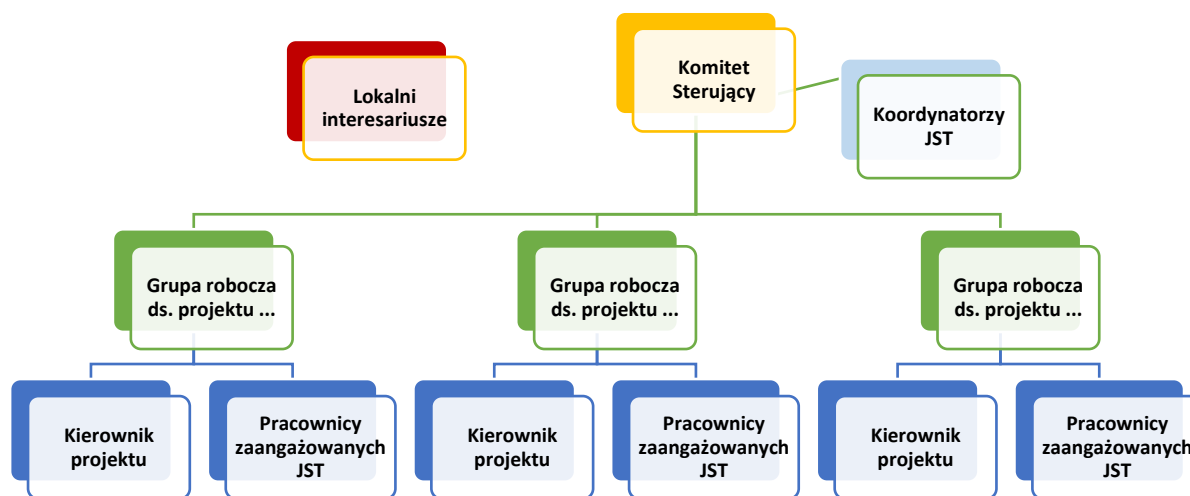 Lokalni
interesariusze
Komitet
Sterujący
Koordynatorzy
JST
Grupa robocza
ds. projektu ...
Grupa robocza
ds. projektu ...
Grupa robocza
ds. projektu ...
Kierownik
projektu
Pracownicy
zaangażowanych
JST
Kierownik
projektu
Pracownicy
zaangażowanych
JST
Kierownik
projektu
Pracownicy
zaangażowanych
JST